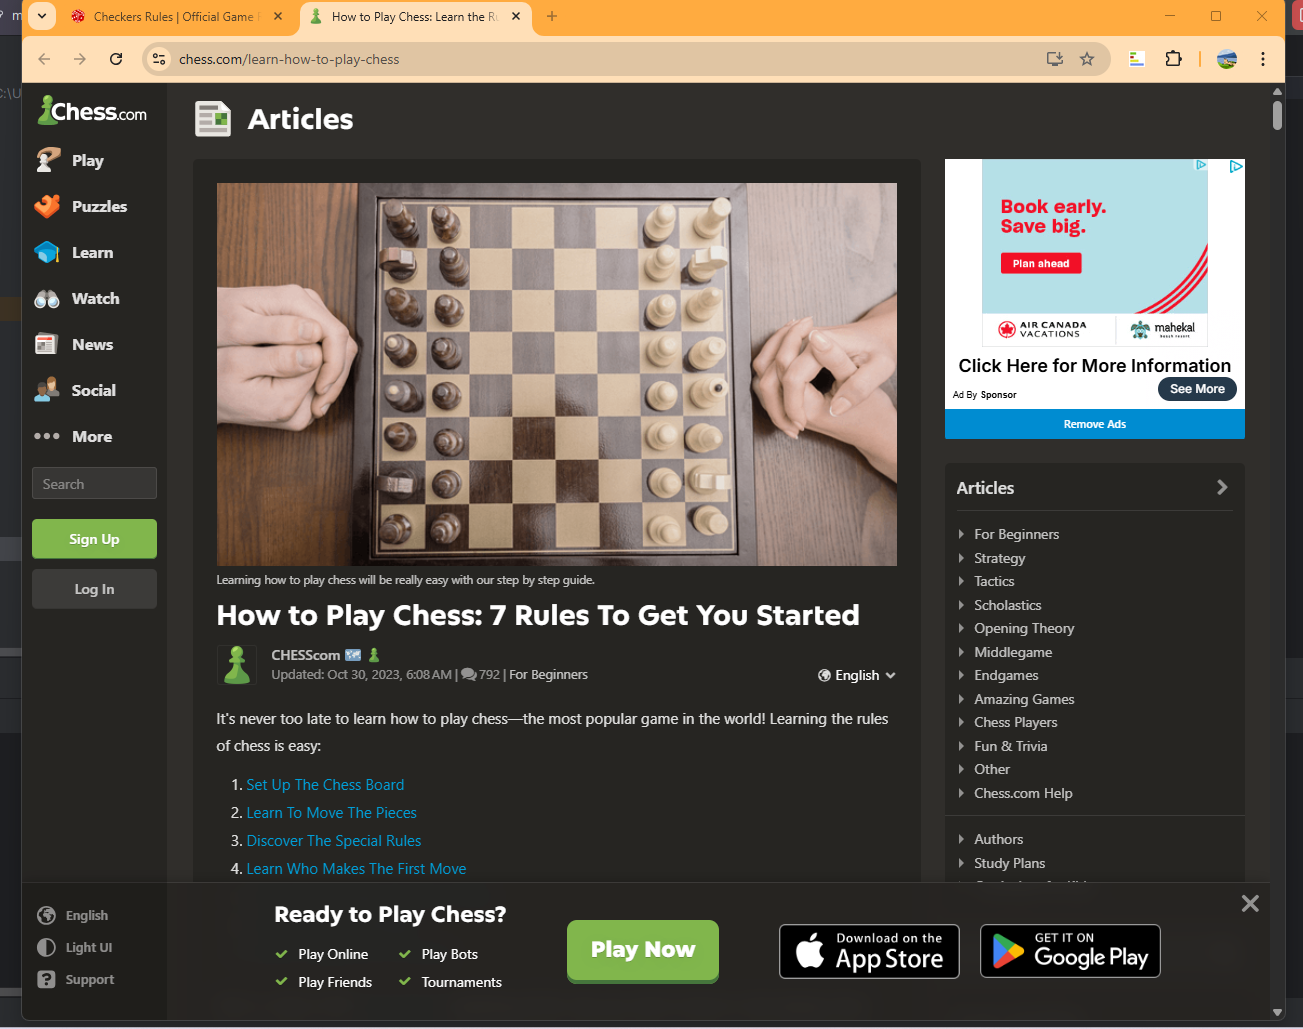 Checkers Rules | Official Game
How to Play Chess: Learn the Ru
chess.com/learn-how-to-play-chess
Chess.com
Play
Puzzles
Learn
Watch
News
Social
More
Search
Sign Up
Log In
English
Light UI
Support
Articles
Learning how to play chess will be really easy with our step by step guide.
How to Play Chess: 7 Rules To Get You Started
CHESScom
Updated: Oct 30, 2023, 6:08 AM | 792 | For Beginners
English
It's never too late to learn how to play chess—the most popular game in the world! Learning the rules
of chess is easy:
1. Set Up The Chess Board
2. Learn To Move The Pieces
3. Discover The Special Rules
4. Learn Who Makes The First Move
Book early.
Save big.
Plan ahead
AIR CANADA
VACATIONS
mahekal
beach resort
Click Here for More Information
Ad By Sponsor
See More
Remove Ads
Articles
For Beginners
Strategy
Tactics
Scholastics
Opening Theory
Middlegame
Endgames
Amazing Games
Chess Players
Fun & Trivia
Other
Chess.com Help
Authors
Study Plans
Ready to Play Chess?
Play Online
Play Bots
Play Friends
Tournaments
Play Now
Download on the
App Store
GET IT ON
Google Play